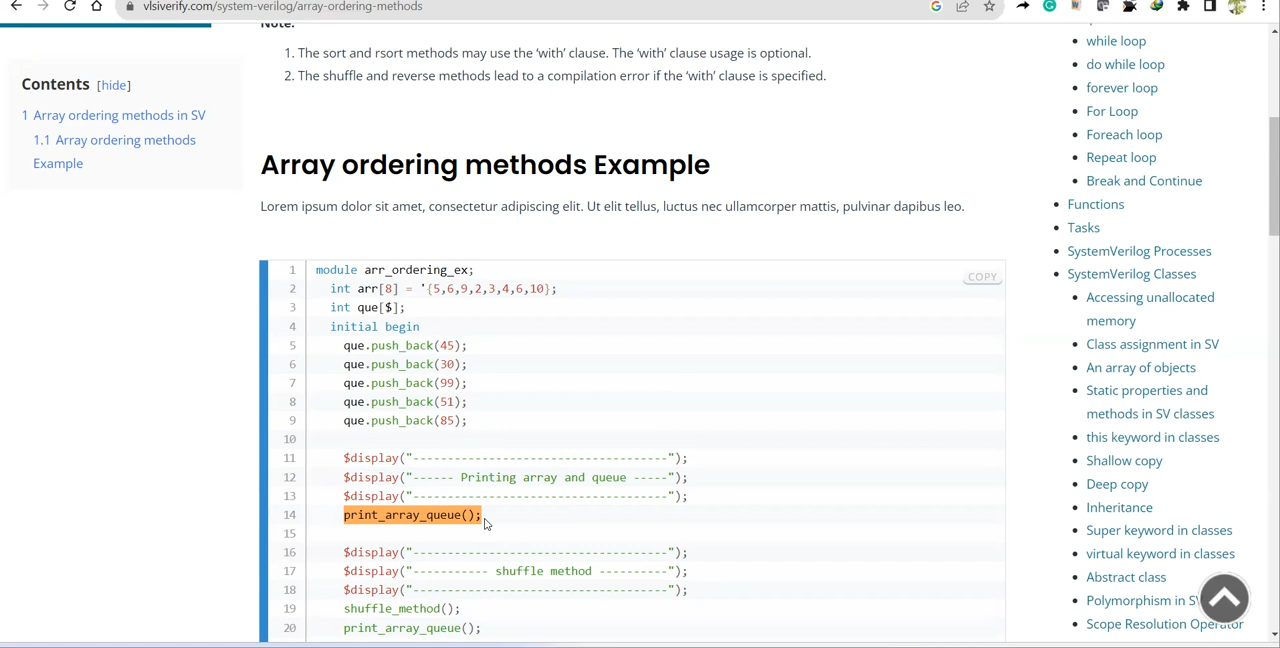 vlsiverify.com/system-verilog/array-ordering-methods
Note:
1. The sort and rsort methods may use the ‘with’ clause. The ‘with’ clause usage is optional.
2. The shuffle and reverse methods lead to a compilation error if the ‘with’ clause is specified.
Contents [hide]
1 Array ordering methods in SV
1.1 Array ordering methods
Example
Array ordering methods Example
Lorem ipsum dolor sit amet, consectetur adipiscing elit. Ut elit tellus, luctus nec ullamcorper mattis, pulvinar dapibus leo.
COPY
1 module arr_ordering_ex;
2 int arr[8] = '{5,6,9,2,3,4,6,10};
3 int que[$];
4 initial begin
5 que.push_back(45);
6 que.push_back(30);
7 que.push_back(99);
8 que.push_back(51);
9 que.push_back(85);
10
11 $display("-------------------------------------");
12 $display("------ Printing array and queue -----");
13 $display("-------------------------------------");
14 print_array_queue();
15
16 $display("-------------------------------------");
17 $display("----------- shuffle method ----------");
18 $display("-------------------------------------");
19 shuffle_method();
20 print_array_queue();
while loop
do while loop
forever loop
For Loop
Foreach loop
Repeat loop
Break and Continue
Functions
Tasks
SystemVerilog Processes
SystemVerilog Classes
Accessing unallocated
memory
Class assignment in SV
An array of objects
Static properties and
methods in SV classes
this keyword in classes
Shallow copy
Deep copy
Inheritance
Super keyword in classes
virtual keyword in classes
Abstract class
Polymorphism in SV
Scope Resolution Operator